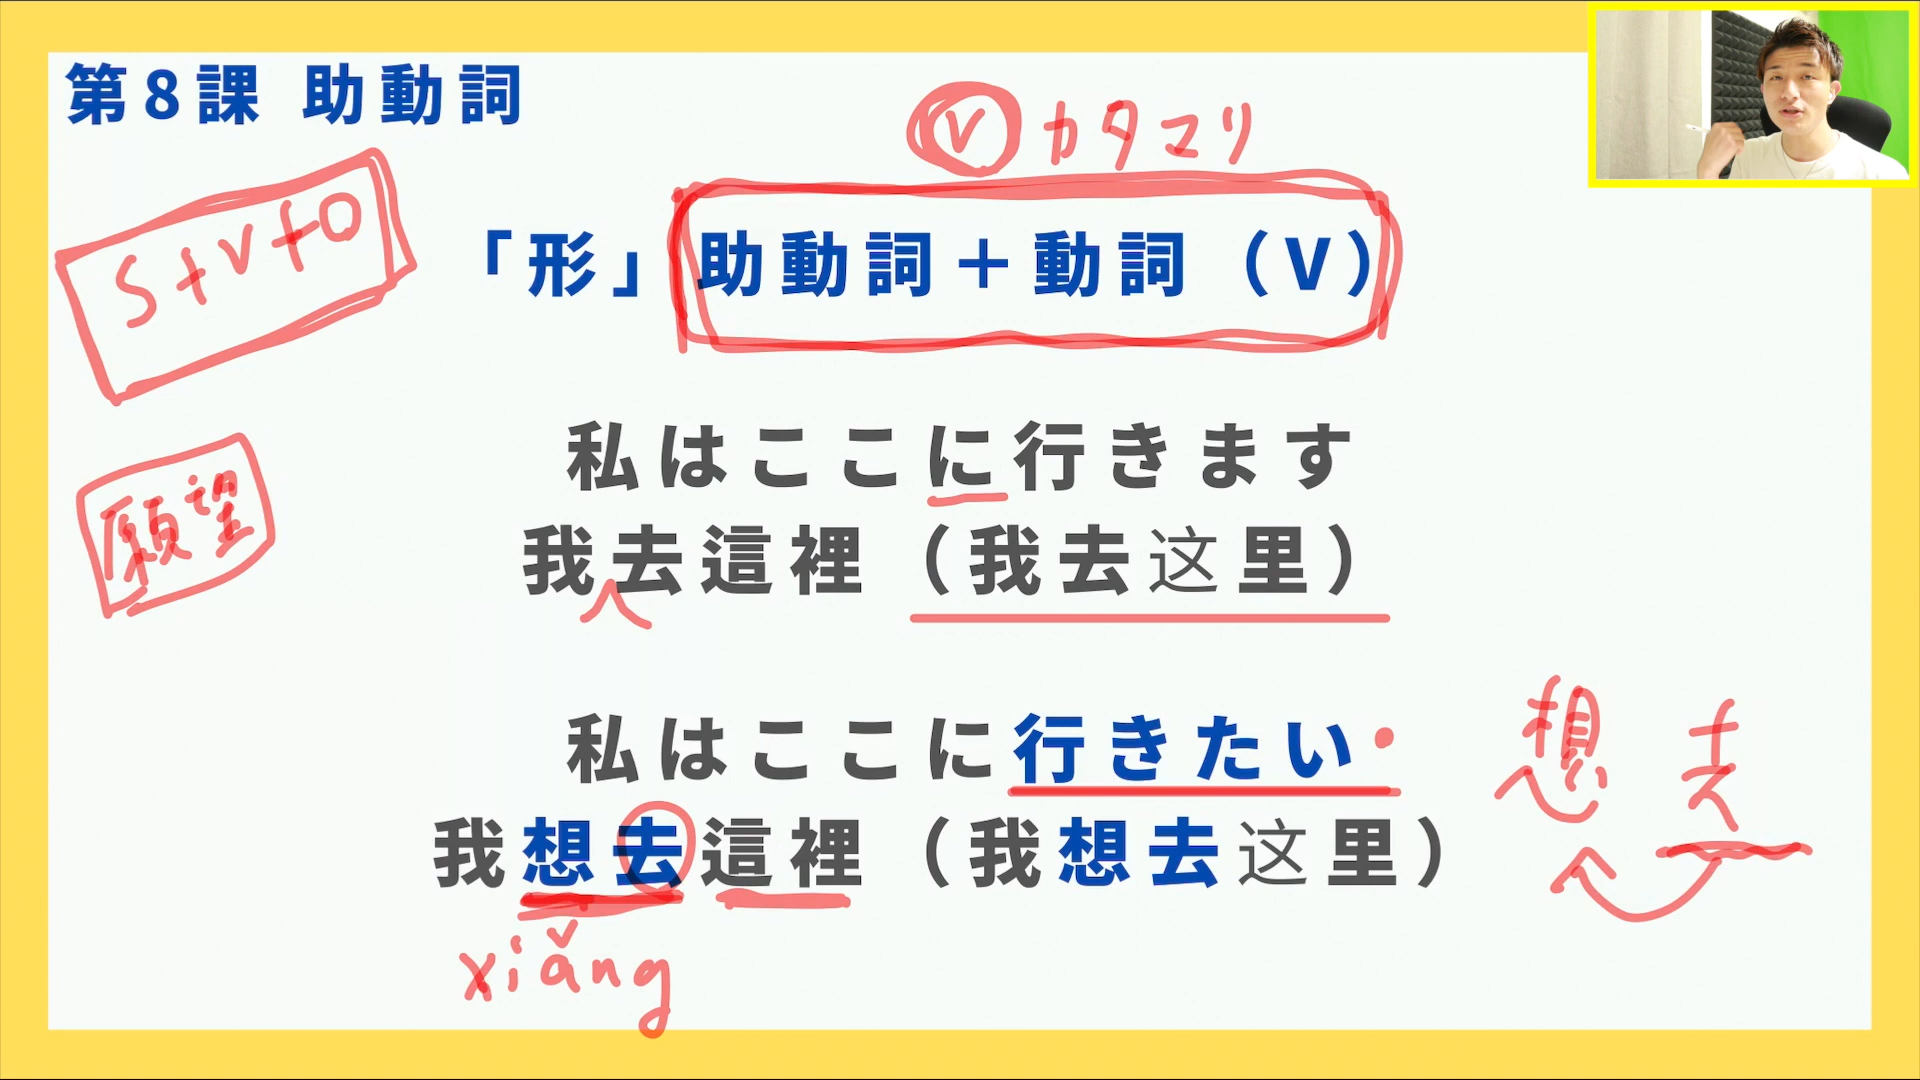 第8課 助動詞
Ⓥ カタマリ
S+V+O
「形」助動詞＋動詞（V）
私はここに行きます
願望
我去這裡（我去这里）
私はここに行きたい
想 去
我想去這裡（我想去这里）
xiǎng